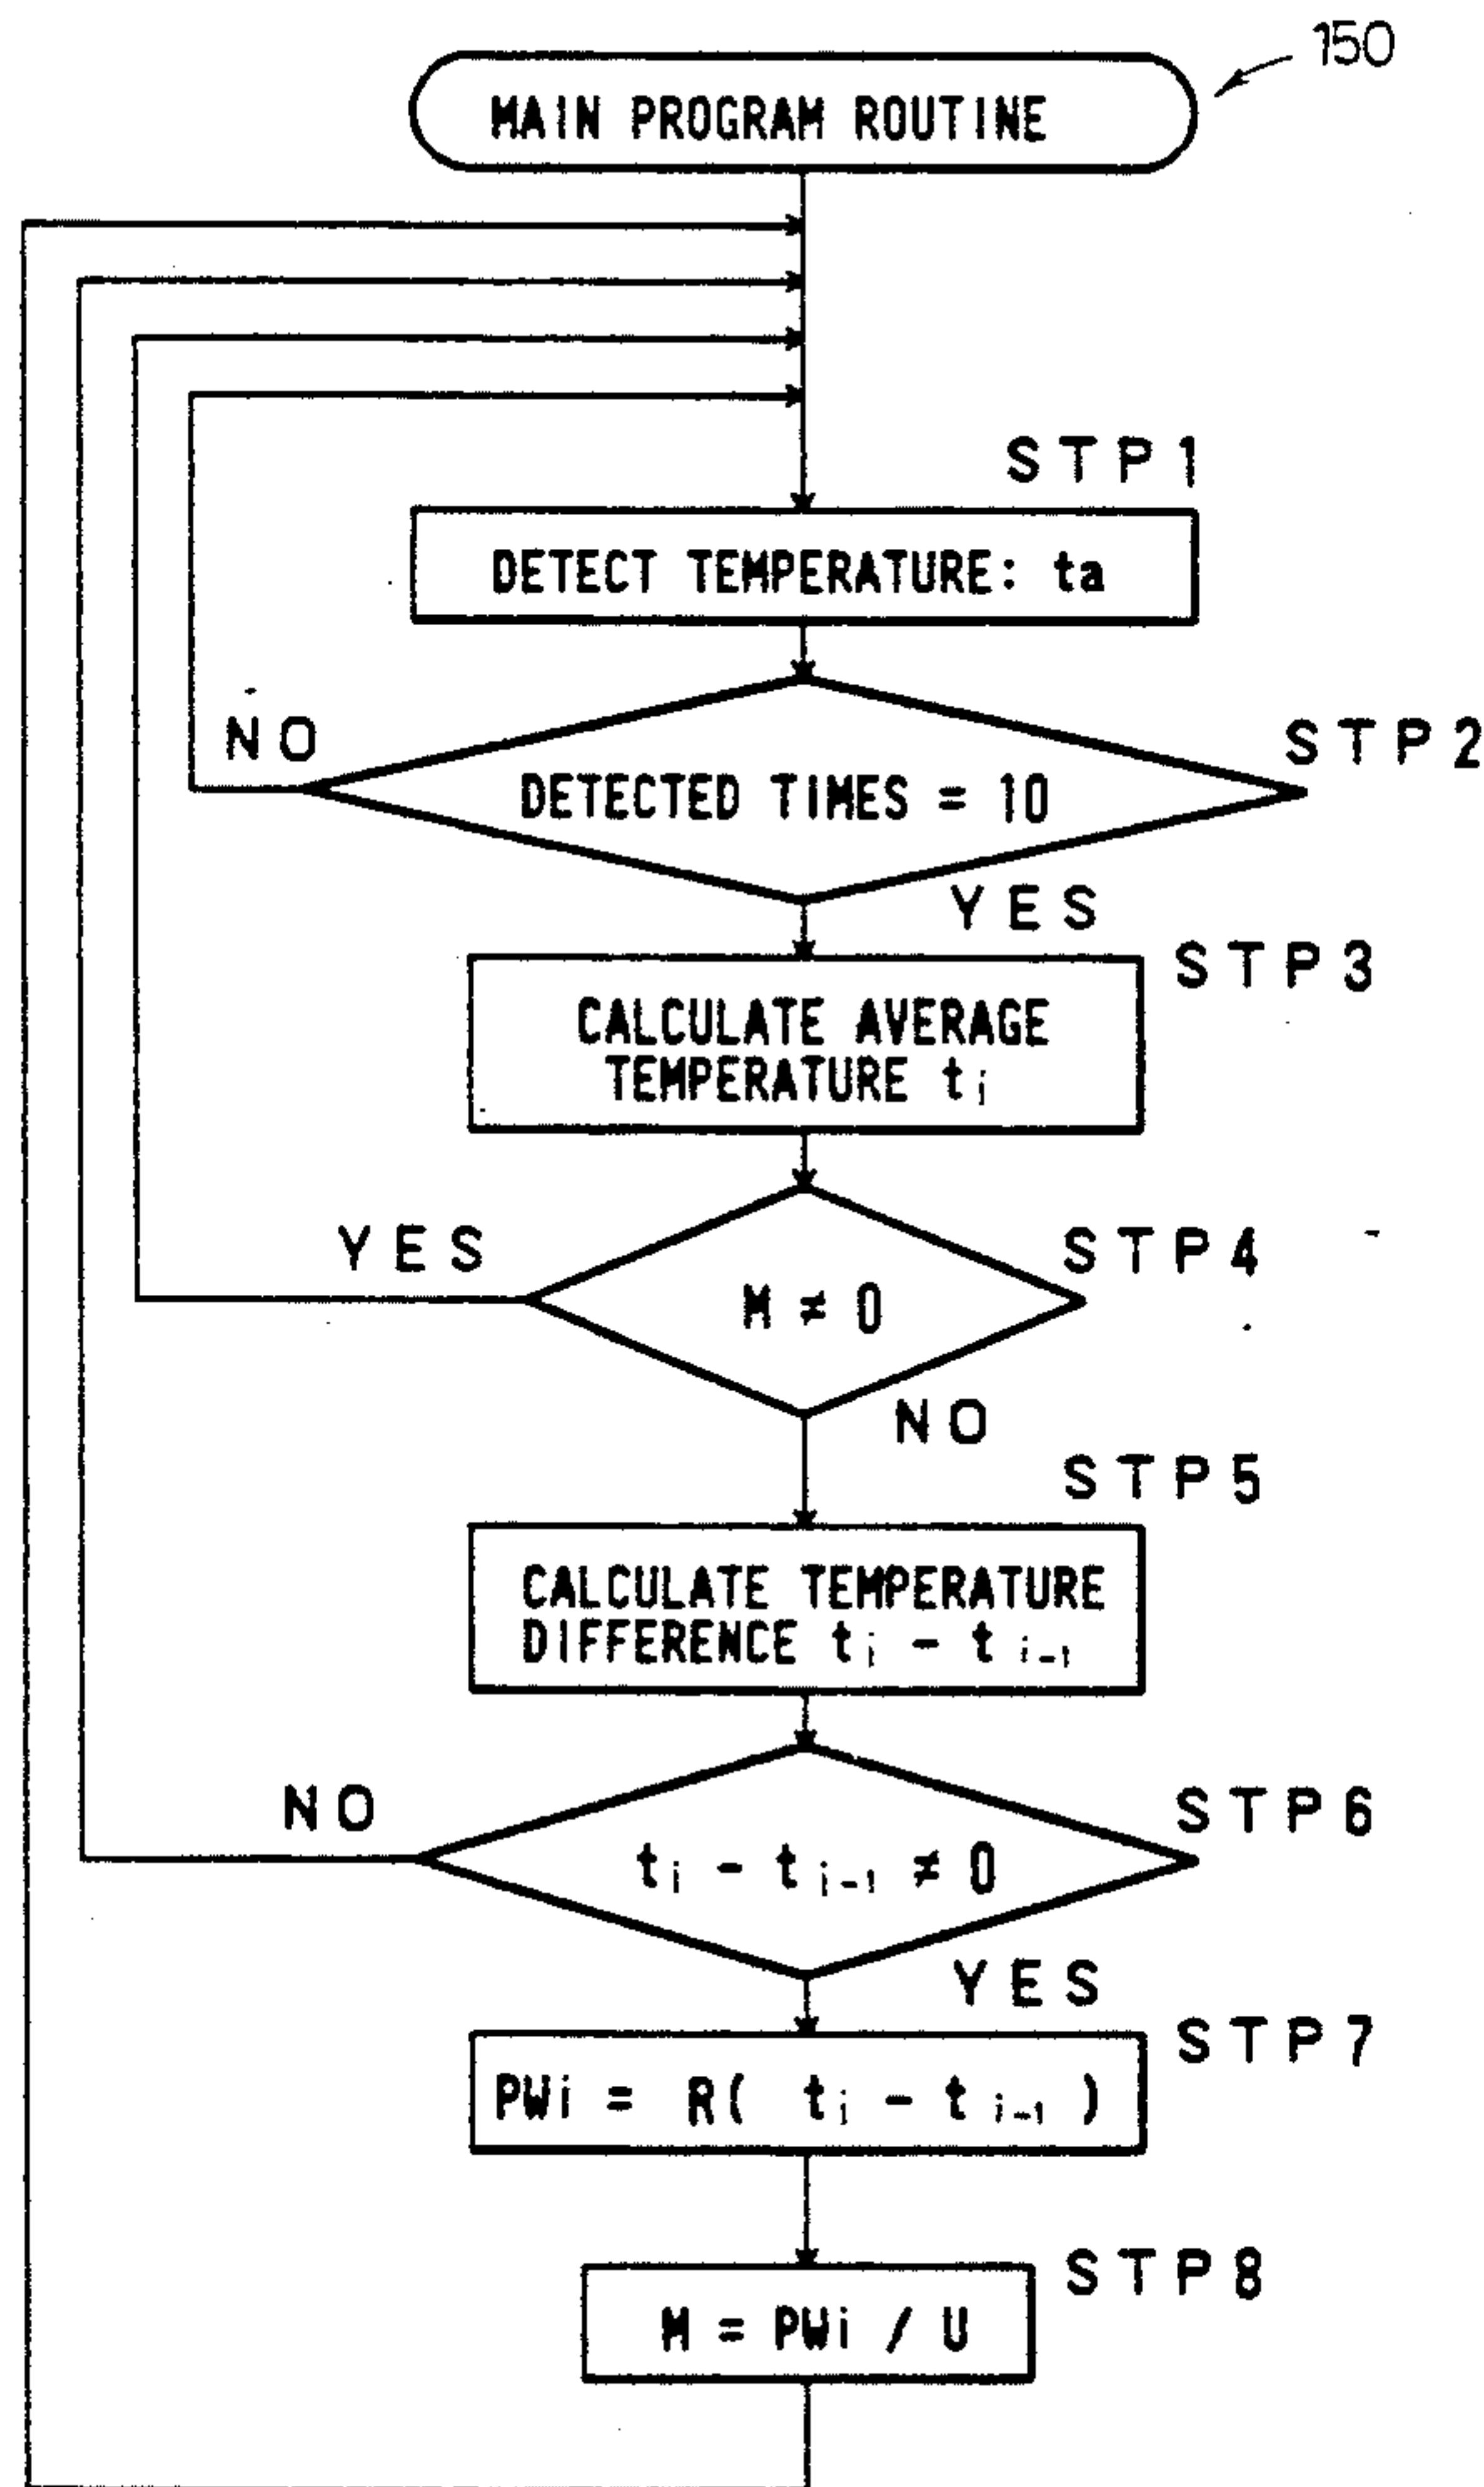 150
MAIN PROGRAM ROUTINE
STP1
DETECT TEMPERATURE: ta
STP2
NO
DETECTED TIMES = 10
YES
STP3
CALCULATE AVERAGE
TEMPERATURE ti
YES
STP4
M ≠ 0
NO
STP5
CALCULATE TEMPERATURE
DIFFERENCE ti - ti-1
NO
STP6
ti - ti-1 ≠ 0
YES
STP7
PWi = R( ti - ti-1 )
STP8
M = PWi / U